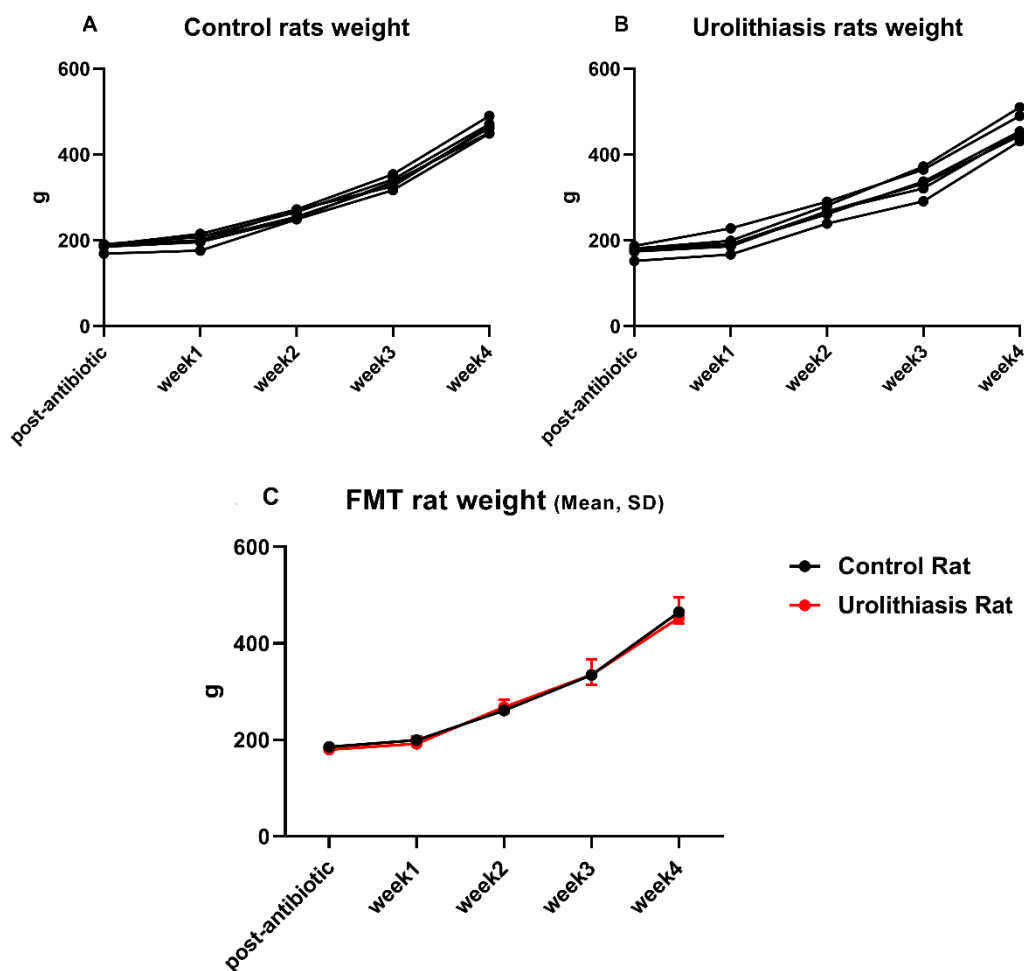 A Control rats weight
600
400
200
0
g
post-antibiotic
week1
week2
week3
week4
B Urolithiasis rats weight
600
400
200
0
g
post-antibiotic
week1
week2
week3
week4
C FMT rat weight (Mean, SD)
600
400
200
0
g
post-antibiotic
week1
week2
week3
week4
Control Rat
Urolithiasis Rat